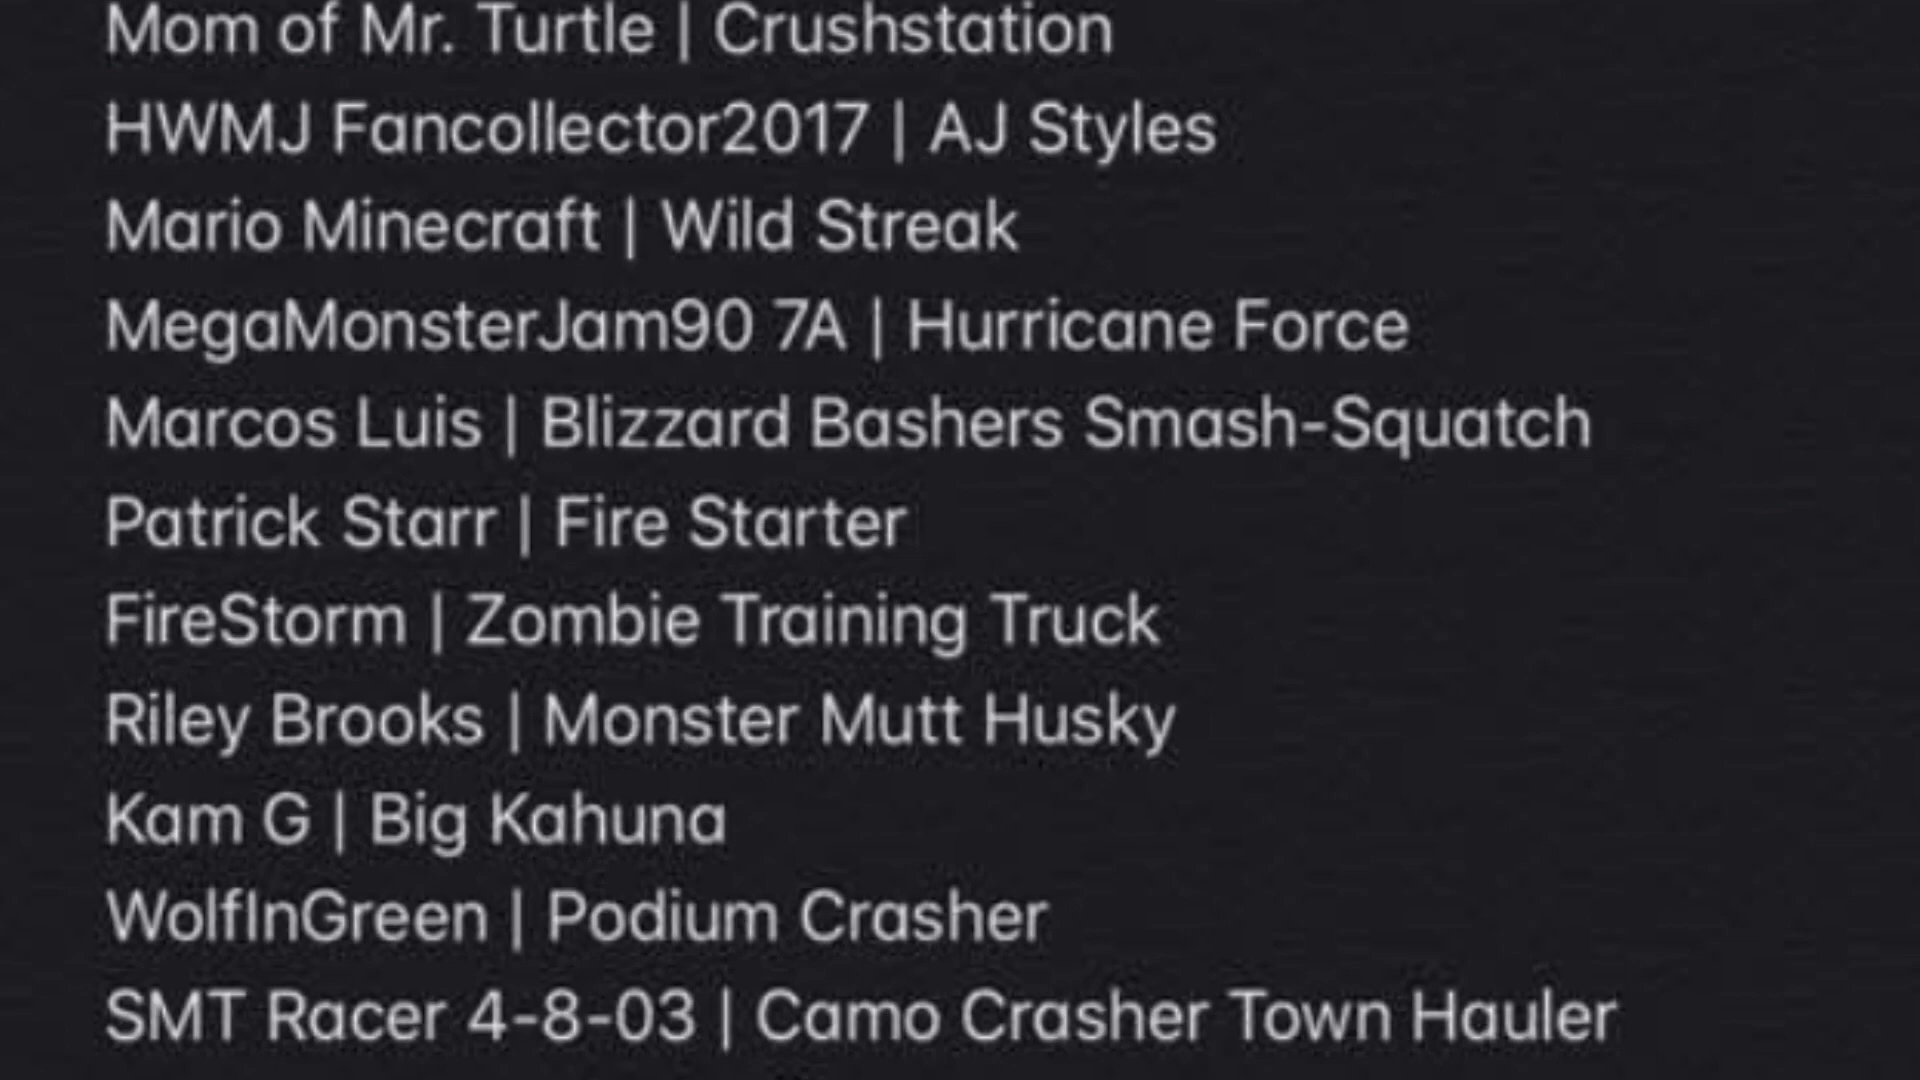 Mom of Mr. Turtle | Crushstation
HWMJ Fancollector2017 | AJ Styles
Mario Minecraft | Wild Streak
MegaMonsterJam90 7A | Hurricane Force
Marcos Luis | Blizzard Bashers Smash-Squatch
Patrick Starr | Fire Starter
FireStorm | Zombie Training Truck
Riley Brooks | Monster Mutt Husky
Kam G | Big Kahuna
WolfInGreen | Podium Crasher
SMT Racer 4-8-03 | Camo Crasher Town Hauler